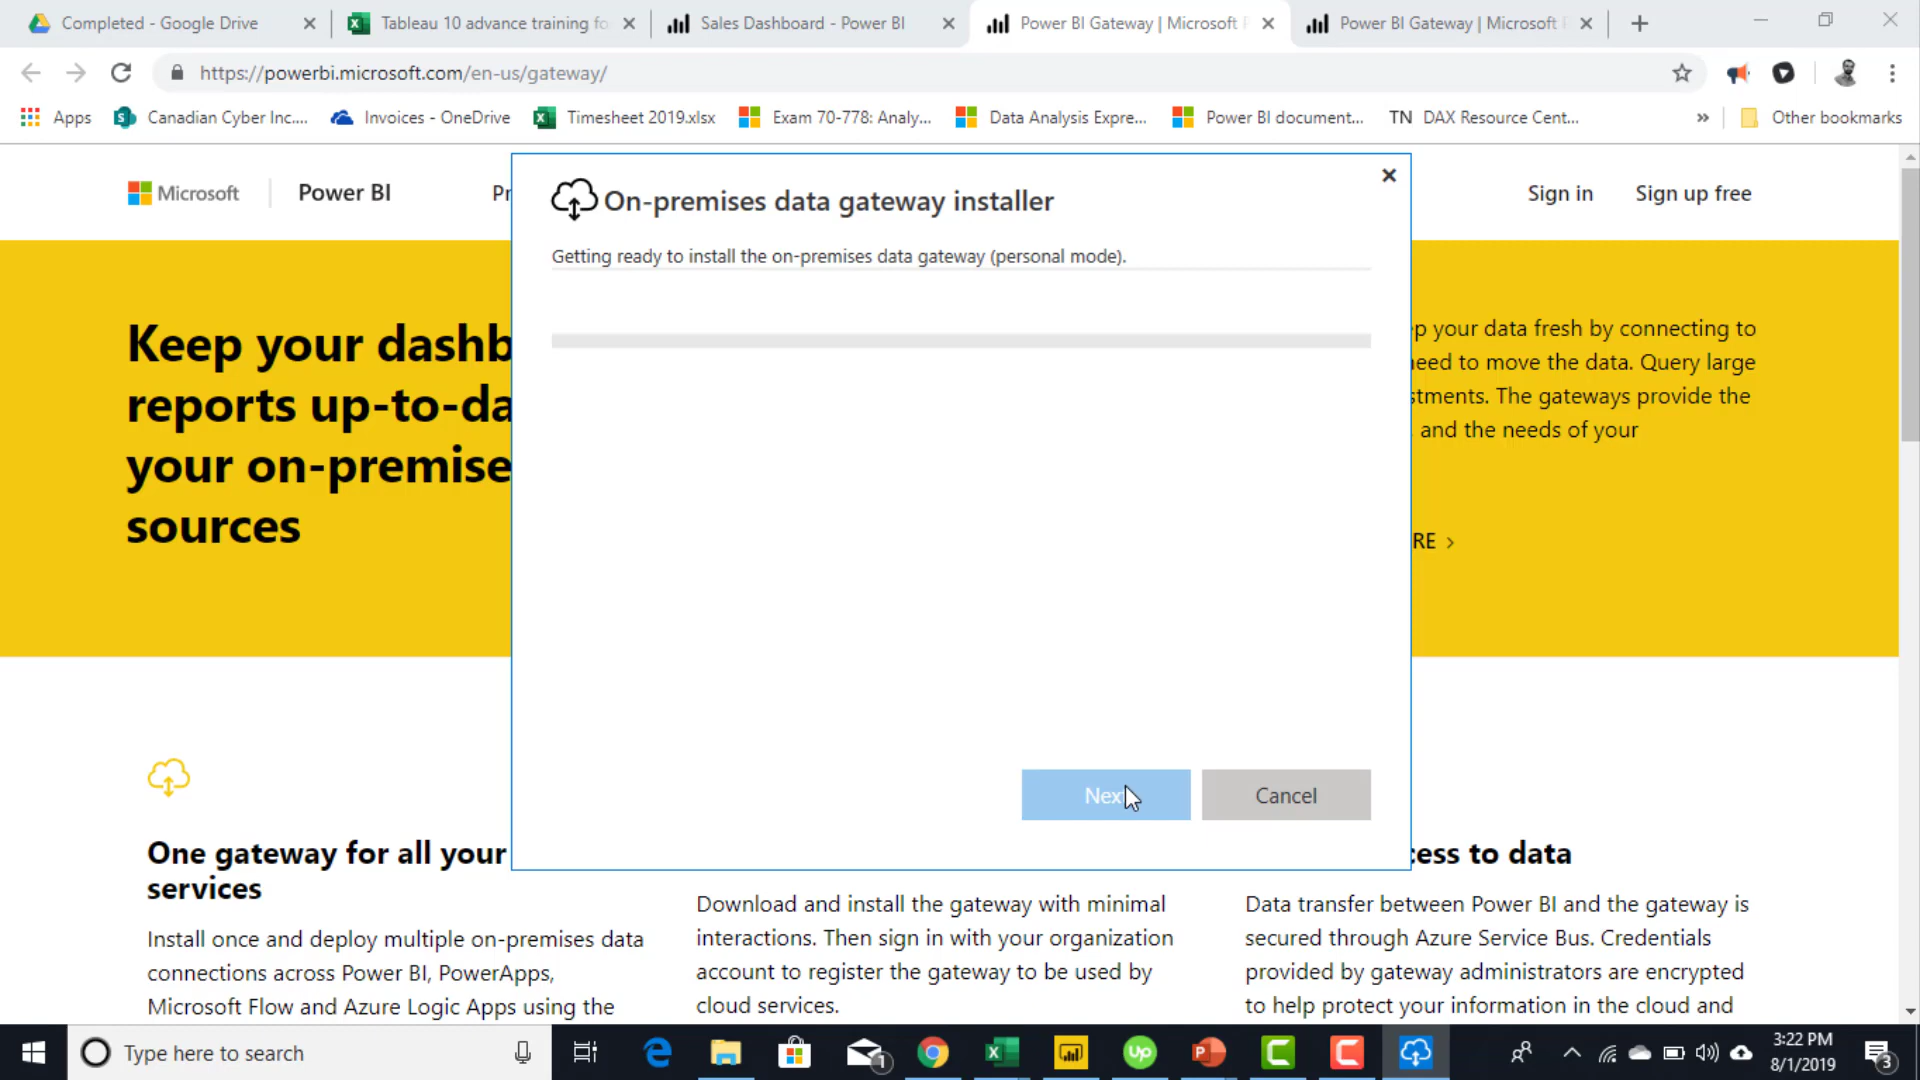 Completed - Google Drive
Tableau 10 advance training fo
Sales Dashboard - Power BI
Power BI Gateway | Microsoft P
Power BI Gateway | Microsoft P
https://powerbi.microsoft.com/en-us/gateway/
Apps
Canadian Cyber Inc....
Invoices - OneDrive
Timesheet 2019.xlsx
Exam 70-778: Analy...
Data Analysis Expre...
Power BI document...
TN DAX Resource Cent...
»
Other bookmarks
Microsoft
Power BI
Pr
Sign in
Sign up free
On-premises data gateway installer
Getting ready to install the on-premises data gateway (personal mode).
Next
Cancel
Keep your dashb
reports up-to-da
your on-premise
sources
p your data fresh by connecting to
need to move the data. Query large
stments. The gateways provide the
and the needs of your
RE >
One gateway for all your
services
Install once and deploy multiple on-premises data
connections across Power BI, PowerApps,
Microsoft Flow and Azure Logic Apps using the
Download and install the gateway with minimal
interactions. Then sign in with your organization
account to register the gateway to be used by
cloud services.
cess to data
Data transfer between Power BI and the gateway is
secured through Azure Service Bus. Credentials
provided by gateway administrators are encrypted
to help protect your information in the cloud and
Type here to search
1
3:22 PM
8/1/2019
3